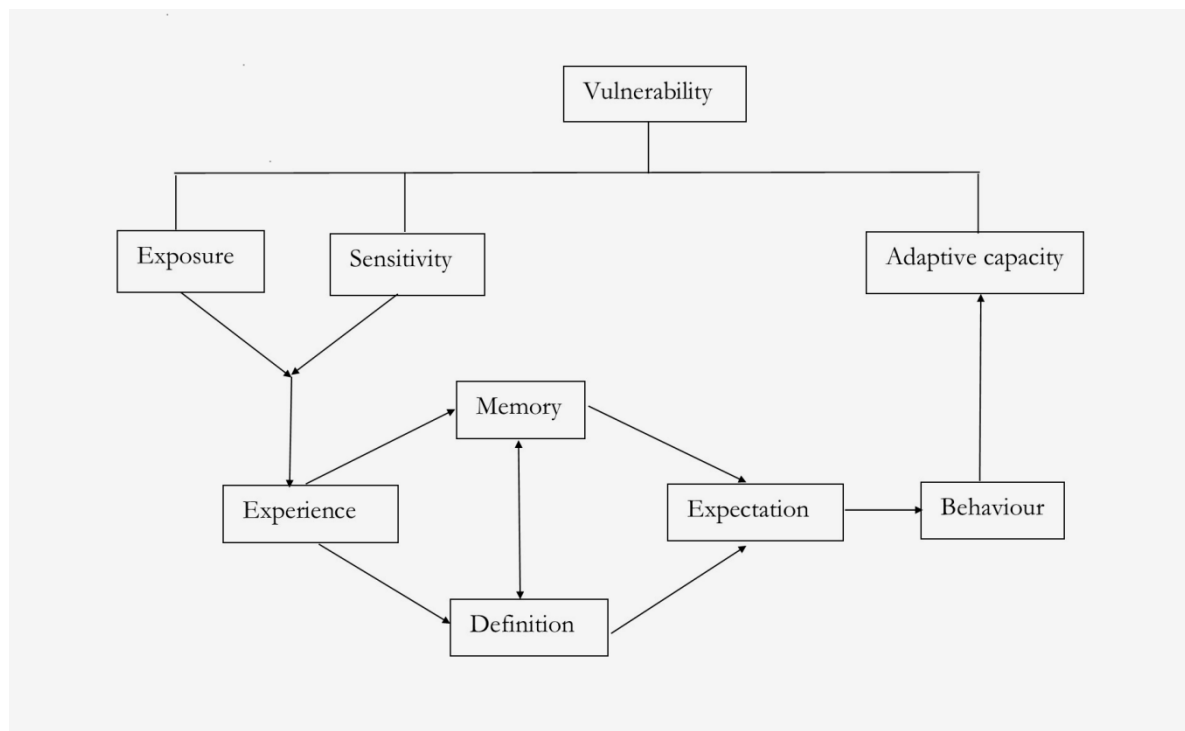 Vulnerability
Exposure
Sensitivity
Adaptive capacity
Memory
Experience
Expectation
Behaviour
Definition